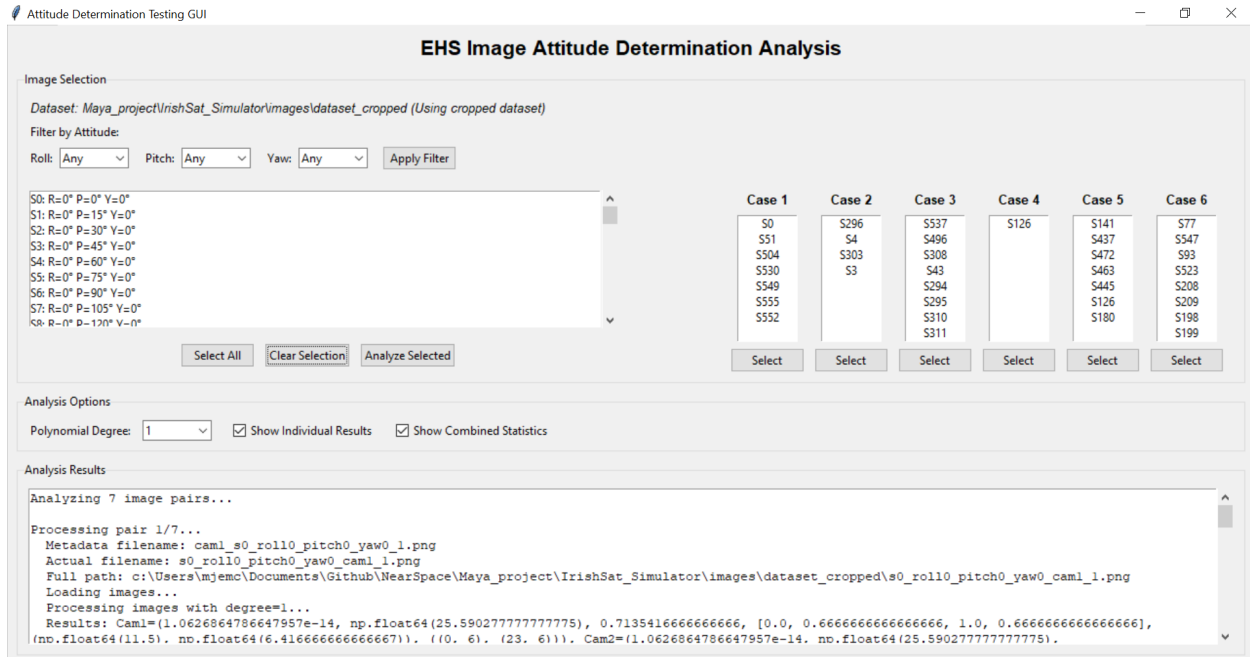 Attitude Determination Testing GUI
EHS Image Attitude Determination Analysis
Image Selection
Dataset: Maya_project\IrishSat_Simulator\images\dataset_cropped (Using cropped dataset)
Filter by Attitude:
Roll: Any Pitch: Any Yaw: Any Apply Filter
S0: R=0° P=0° Y=0°
S1: R=0° P=15° Y=0°
S2: R=0° P=30° Y=0°
S3: R=0° P=45° Y=0°
S4: R=0° P=60° Y=0°
S5: R=0° P=75° Y=0°
S6: R=0° P=90° Y=0°
S7: R=0° P=105° Y=0°
S8: R=0° P=120° Y=0°
Select All Clear Selection Analyze Selected
Case 1 Case 2 Case 3 Case 4 Case 5 Case 6
S0 S296 S537 S126 S141 S77
S51 S4 S496 S437 S547
S504 S303 S308 S472 S93
S530 S3 S43 S463 S523
S549 S294 S445 S208
S555 S295 S126 S209
S552 S310 S180 S198
S311 S199
Select Select Select Select Select Select
Analysis Options
Polynomial Degree: 1 Show Individual Results Show Combined Statistics
Analysis Results
Analyzing 7 image pairs...
Processing pair 1/7...
Metadata filename: cam1_s0_roll0_pitch0_yaw0_1.png
Actual filename: s0_roll0_pitch0_yaw0_cam1_1.png
Full path: c:\Users\mjemc\Documents\Github\NearSpace\Maya_project\IrishSat_Simulator\images\dataset_cropped\s0_roll0_pitch0_yaw0_cam1_1.png
Loading images...
Processing images with degree=1...
Results: Cam1=(1.0626864786647957e-14, np.float64(25.590277777777775), 0.7135416666666666, [0.0, 0.6666666666666666, 1.0, 0.6666666666666666],
(np.float64(11.5), np.float64(6.416666666666667)), ((0, 6), (23, 6))), Cam2=(1.0626864786647957e-14, np.float64(25.590277777777775),